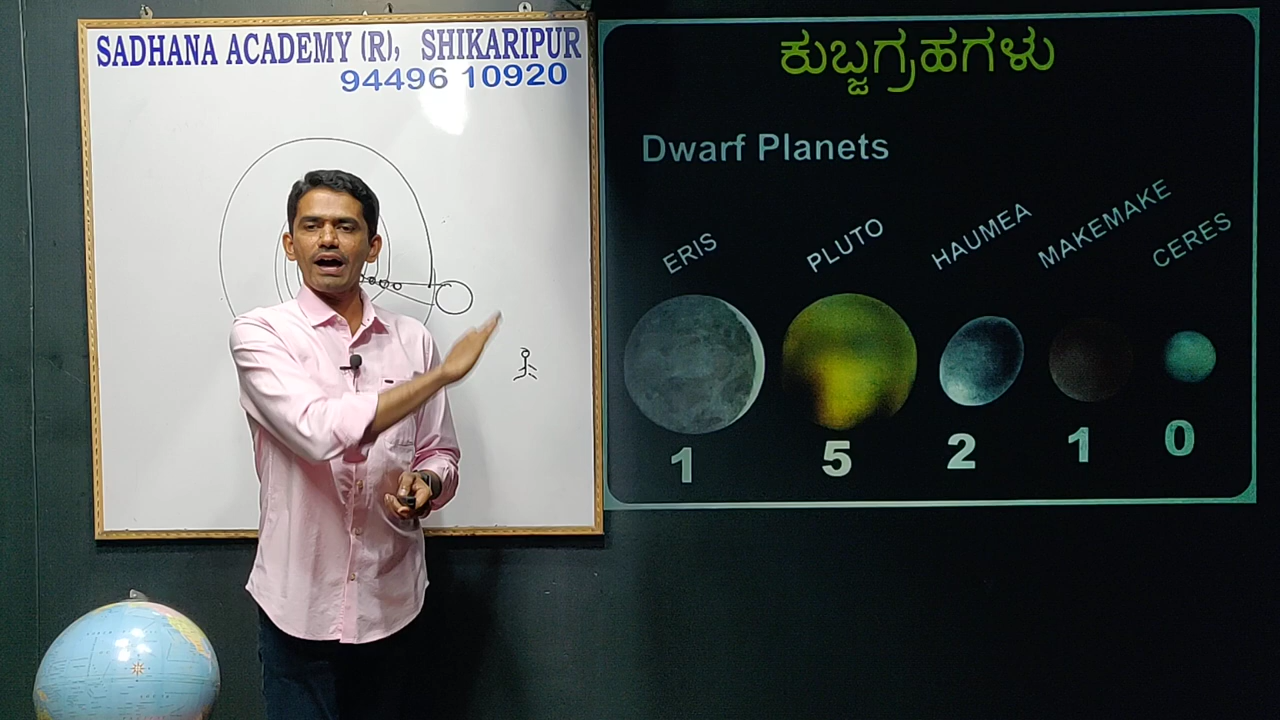 SADHANA ACADEMY (R), SHIKARIPUR
94496 10920
ಕುಬ್ಜಗ್ರಹಗಳು
Dwarf Planets
ERIS PLUTO HAUMEA MAKEMAKE CERES
1 5 2 1 0